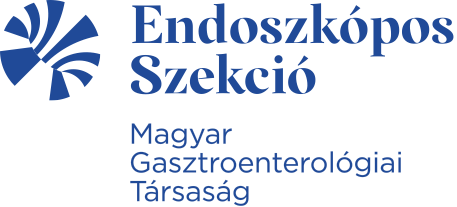 Endoszkópos
Szekció
Magyar
Gasztroenterológiai
Társaság